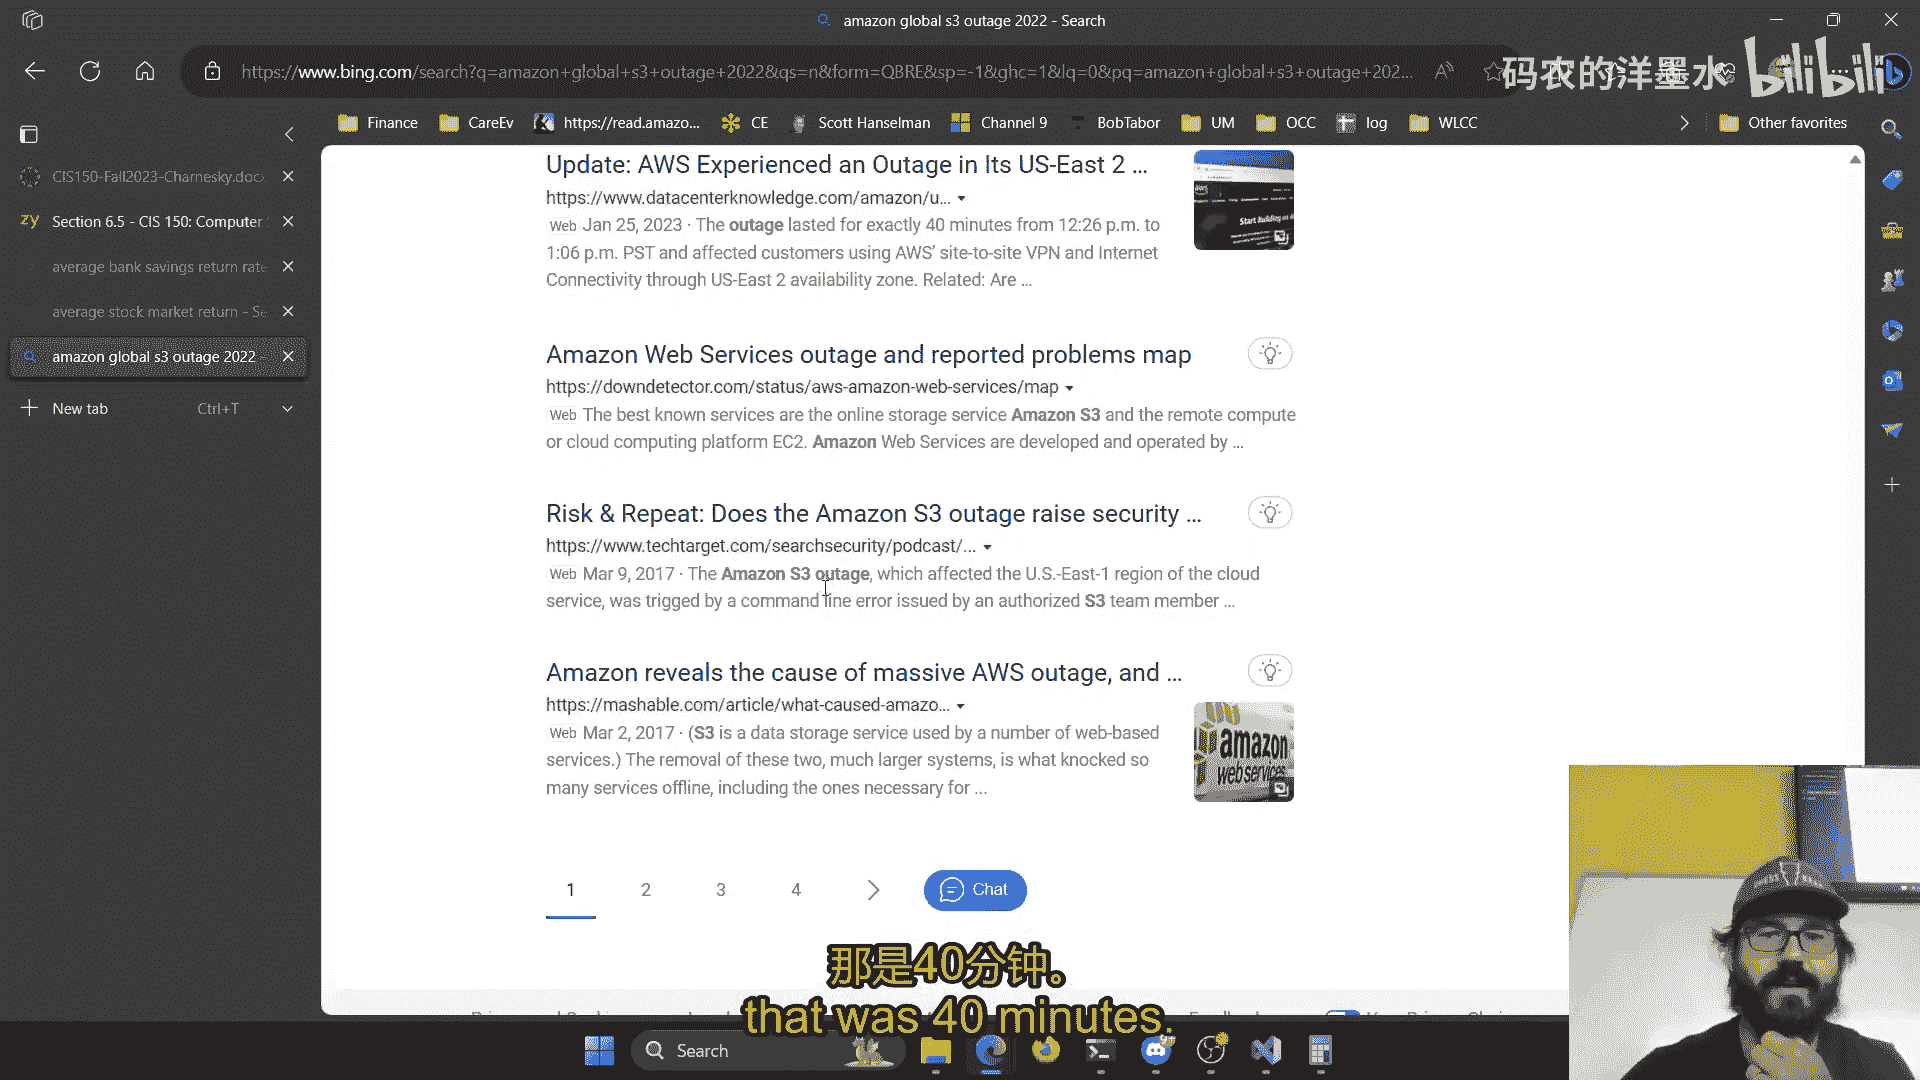 amazon global s3 outage 2022 - Search
https://www.bing.com/search?q=amazon+global+s3+outage+2022&qs=n&form=QBRE&sp=-1&ghc=1&lq=0&pq=amazon+global+s3+outage+202...
码农的洋墨水 bilibili
Finance
CareEv
https://read.amazo...
CE
Scott Hanselman
Channel 9
BobTabor
UM
OCC
log
WLCC
Other favorites
CIS150-Fall2023-Charnesky.docx
Section 6.5 - CIS 150: Computer
average bank savings return rate
average stock market return - Se
amazon global s3 outage 2022 -
New tab Ctrl+T
Update: AWS Experienced an Outage in Its US-East 2 ...
https://www.datacenterknowledge.com/amazon/u...
Web Jan 25, 2023 · The outage lasted for exactly 40 minutes from 12:26 p.m. to
1:06 p.m. PST and affected customers using AWS' site-to-site VPN and Internet
Connectivity through US-East 2 availability zone. Related: Are ...
Amazon Web Services outage and reported problems map
https://downdetector.com/status/aws-amazon-web-services/map
Web The best known services are the online storage service Amazon S3 and the remote compute
or cloud computing platform EC2. Amazon Web Services are developed and operated by ...
Risk & Repeat: Does the Amazon S3 outage raise security ...
https://www.techtarget.com/searchsecurity/podcast/...
Web Mar 9, 2017 · The Amazon S3 outage, which affected the U.S.-East-1 region of the cloud
service, was trigged by a command line error issued by an authorized S3 team member ...
Amazon reveals the cause of massive AWS outage, and ...
https://mashable.com/article/what-caused-amazo...
Web Mar 2, 2017 · (S3 is a data storage service used by a number of web-based
services.) The removal of these two, much larger systems, is what knocked so
many services offline, including the ones necessary for ...
amazon
webservices
1 2 3 4 Chat
那是40分钟。
that was 40 minutes.
Search